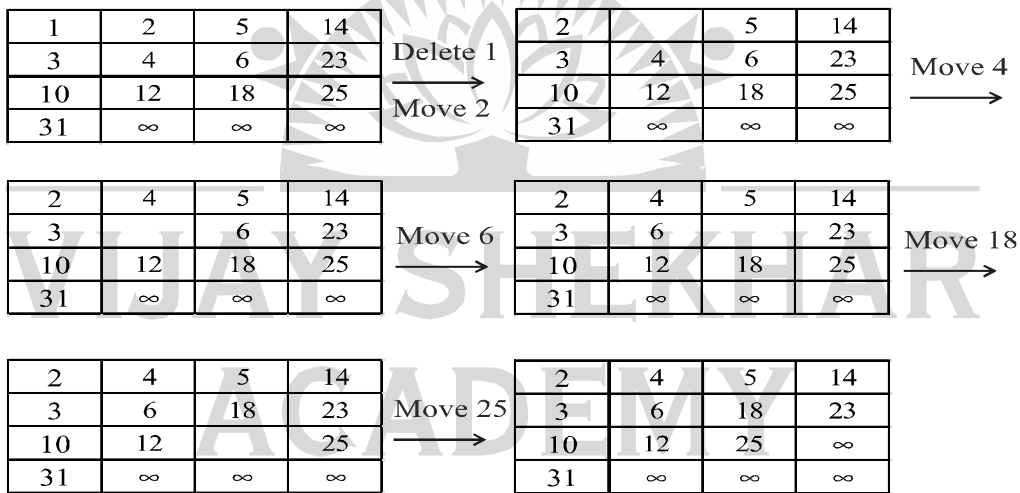 1 2 5 14
3 4 6 23
10 12 18 25
31 ∞ ∞ ∞
Delete 1
Move 2
2 5 14
3 4 6 23
10 12 18 25
31 ∞ ∞ ∞
Move 4
2 4 5 14
3 6 23
10 12 18 25
31 ∞ ∞ ∞
Move 6
2 4 5 14
3 6 23
10 12 18 25
31 ∞ ∞ ∞
Move 18
2 4 5 14
3 6 18 23
10 12 25
31 ∞ ∞ ∞
Move 25
2 4 5 14
3 6 18 23
10 12 25 ∞
31 ∞ ∞ ∞
VIJAY SHEKHAR
ACADEMY